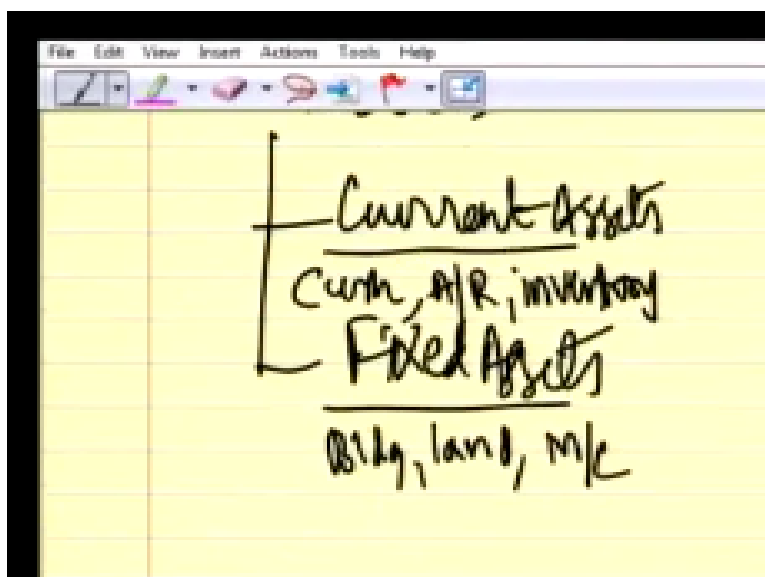 File Edit View Insert Actions Tools Help
Current Assets
Cash, A/R, inventory
Fixed Assets
Bldg, land, M/c